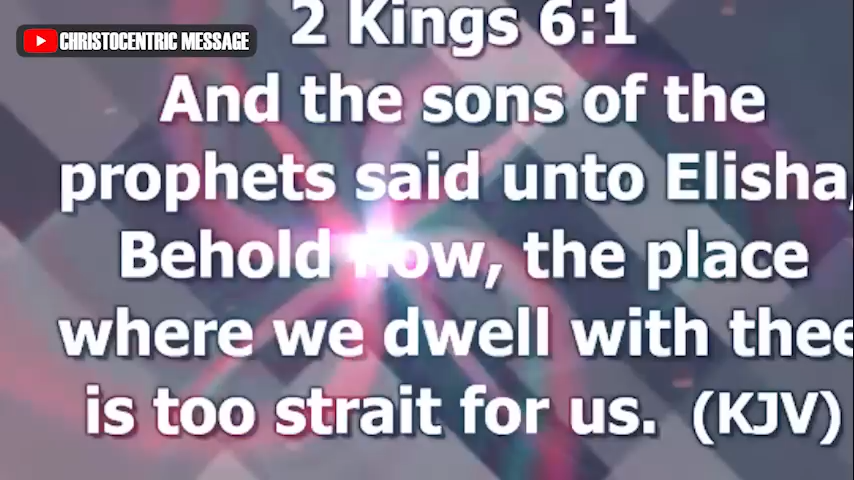 CHRISTOCENTRIC MESSAGE
2 Kings 6:1
And the sons of the
prophets said unto Elisha,
Behold now, the place
where we dwell with thee
is too strait for us. (KJV)